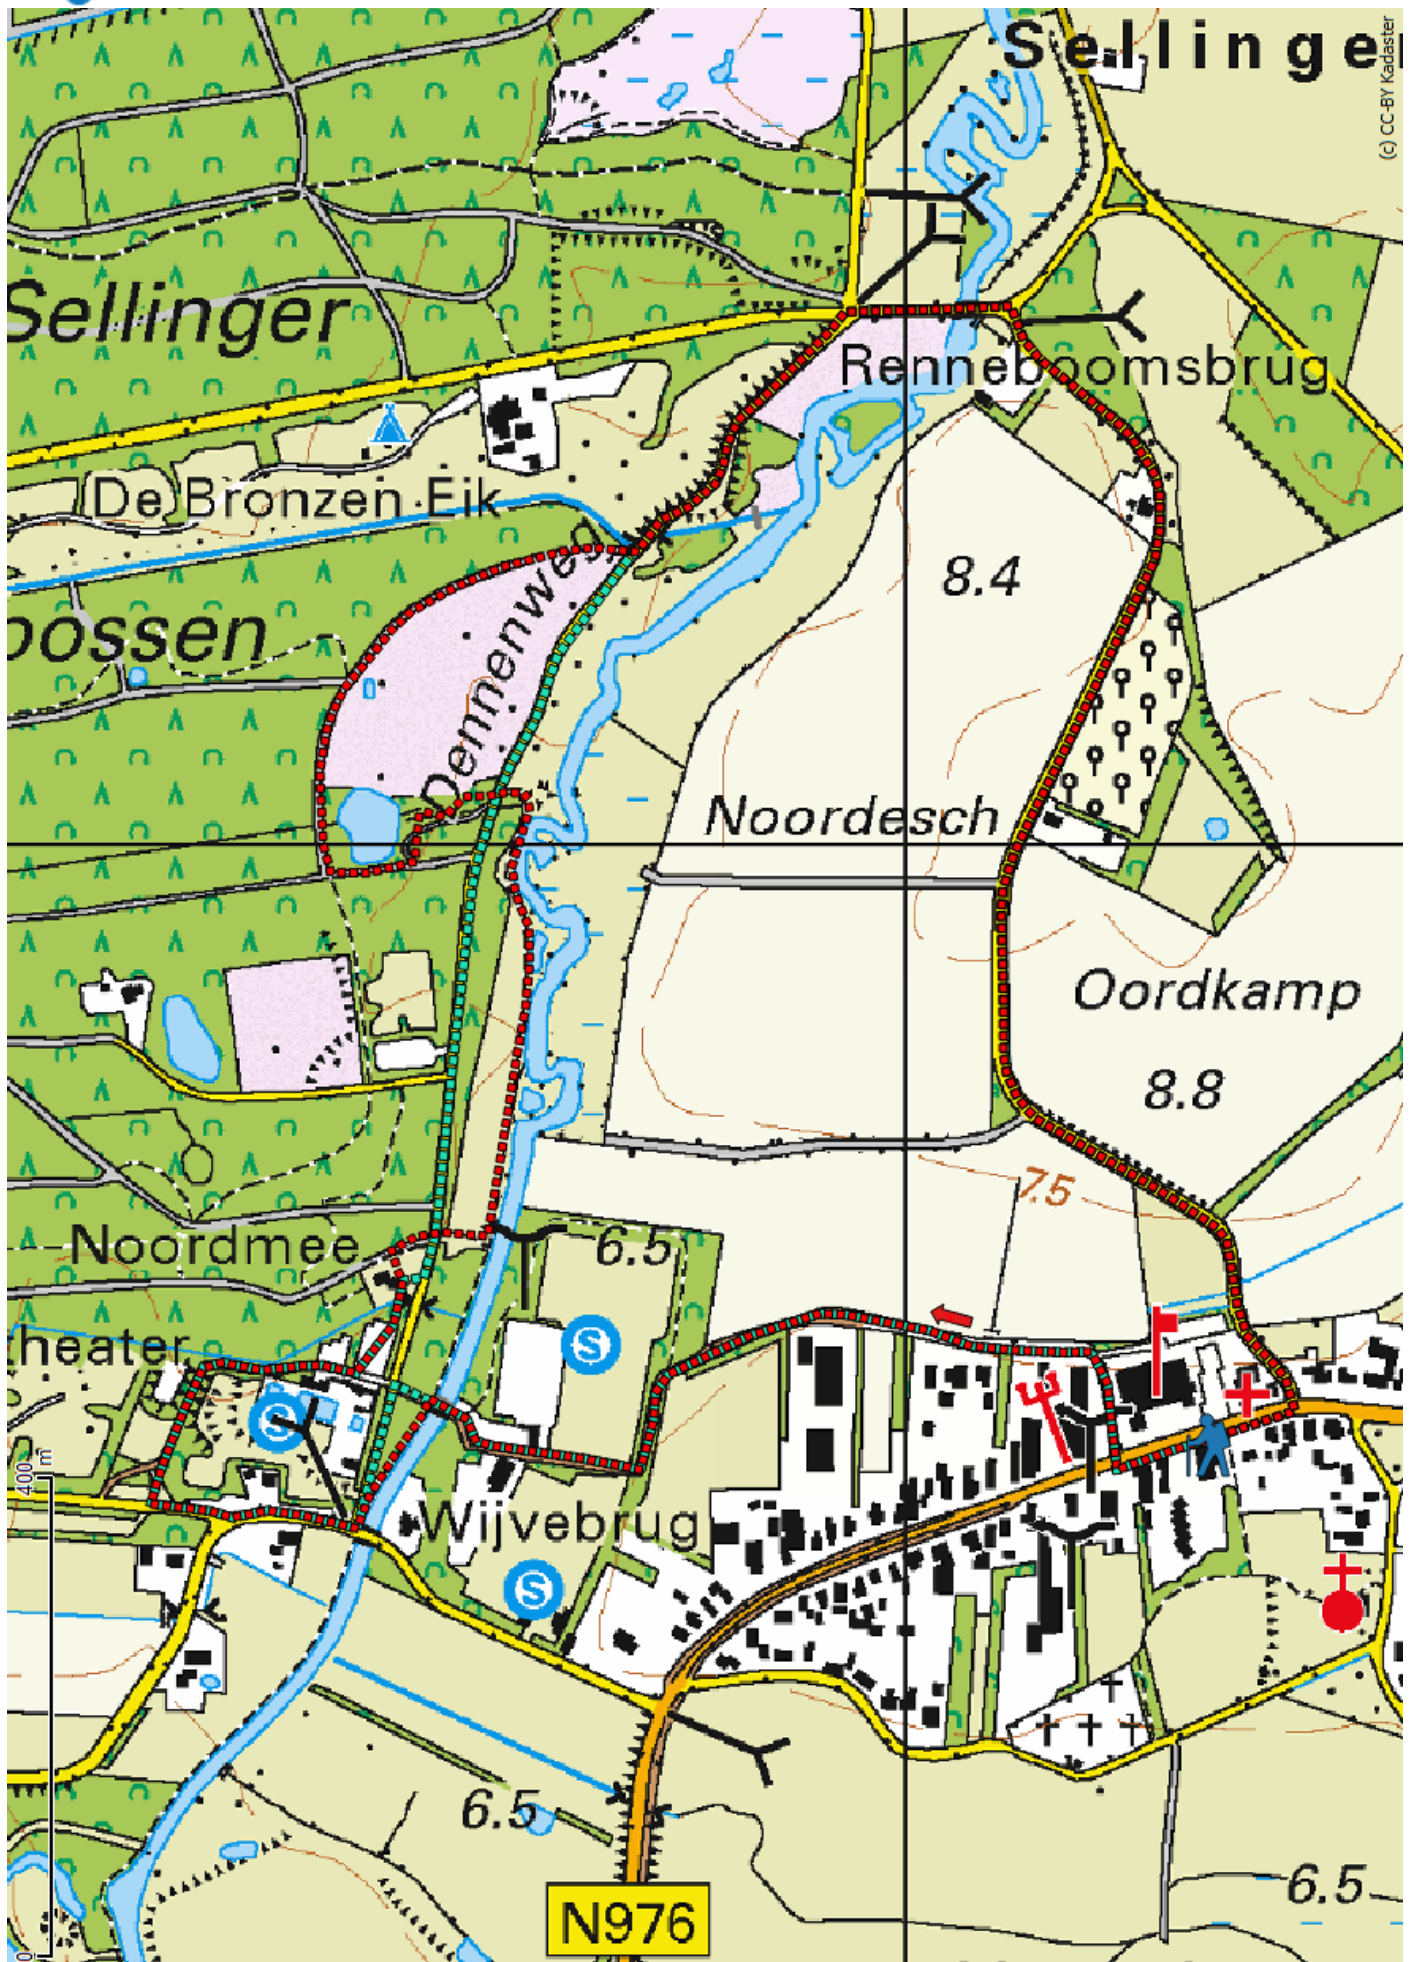 Sellinger
(c) CC-BY Kadaster
Sellinger
Renneboomsbrug
De Bronzen Eik
8.4
Dennenweg
bossen
Noordesch
Oordkamp
8.8
7.5
Noordmee
6.5
S
heater
S
400 m
Wijvebrug
S
6.5
6.5
N976
0